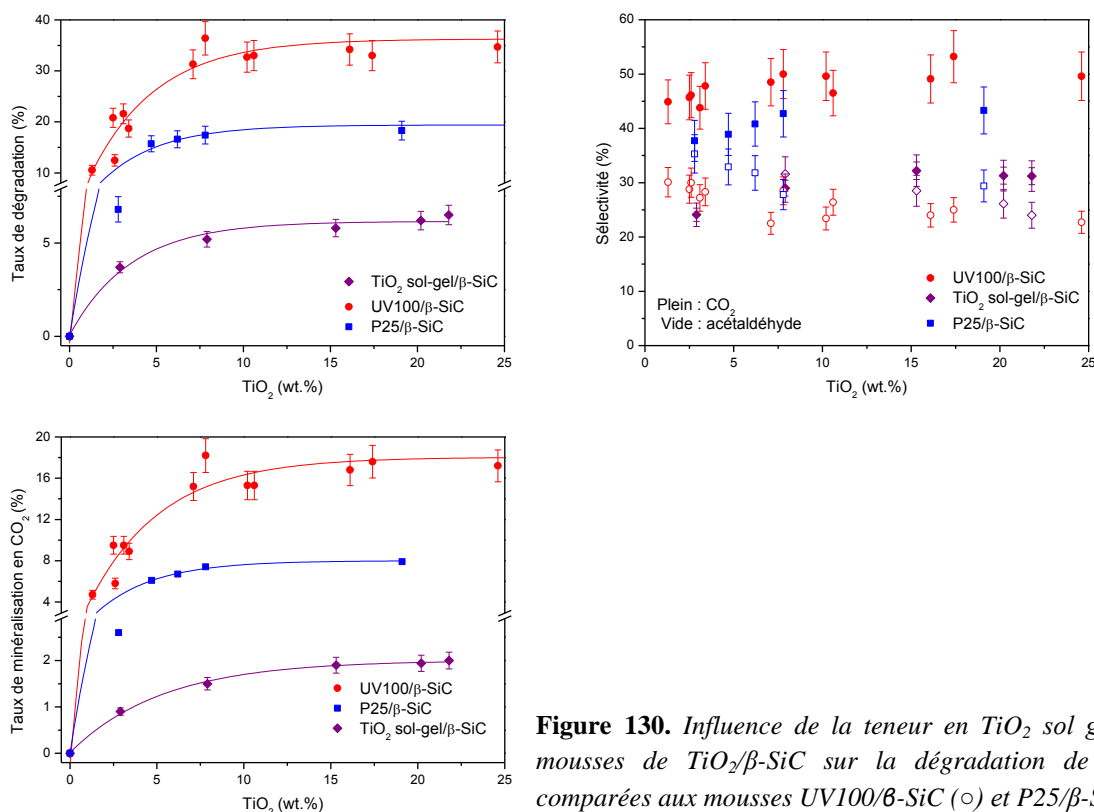 40
30
20
10
5
0
Taux de dégradation (%)
TiO2 sol-gel/β-SiC
UV100/β-SiC
P25/β-SiC
0 5 10 15 20 25
TiO2 (wt.%)
80
70
60
50
40
30
20
10
0
Sélectivité (%)
UV100/β-SiC
TiO2 sol-gel/β-SiC
P25/β-SiC
Plein : CO2
Vide : acétaldéhyde
0 5 10 15 20 25
TiO2 (wt.%)
20
16
12
8
4
2
1
0
Taux de minéralisation en CO2 (%)
UV100/β-SiC
P25/β-SiC
TiO2 sol-gel/β-SiC
0 5 10 15 20 25
TiO2 (wt.%)
Figure 130. Influence de la teneur en TiO2 sol
mousses de TiO2/β-SiC sur la dégradation de
comparées aux mousses UV100/β-SiC (○) et P25/β-S